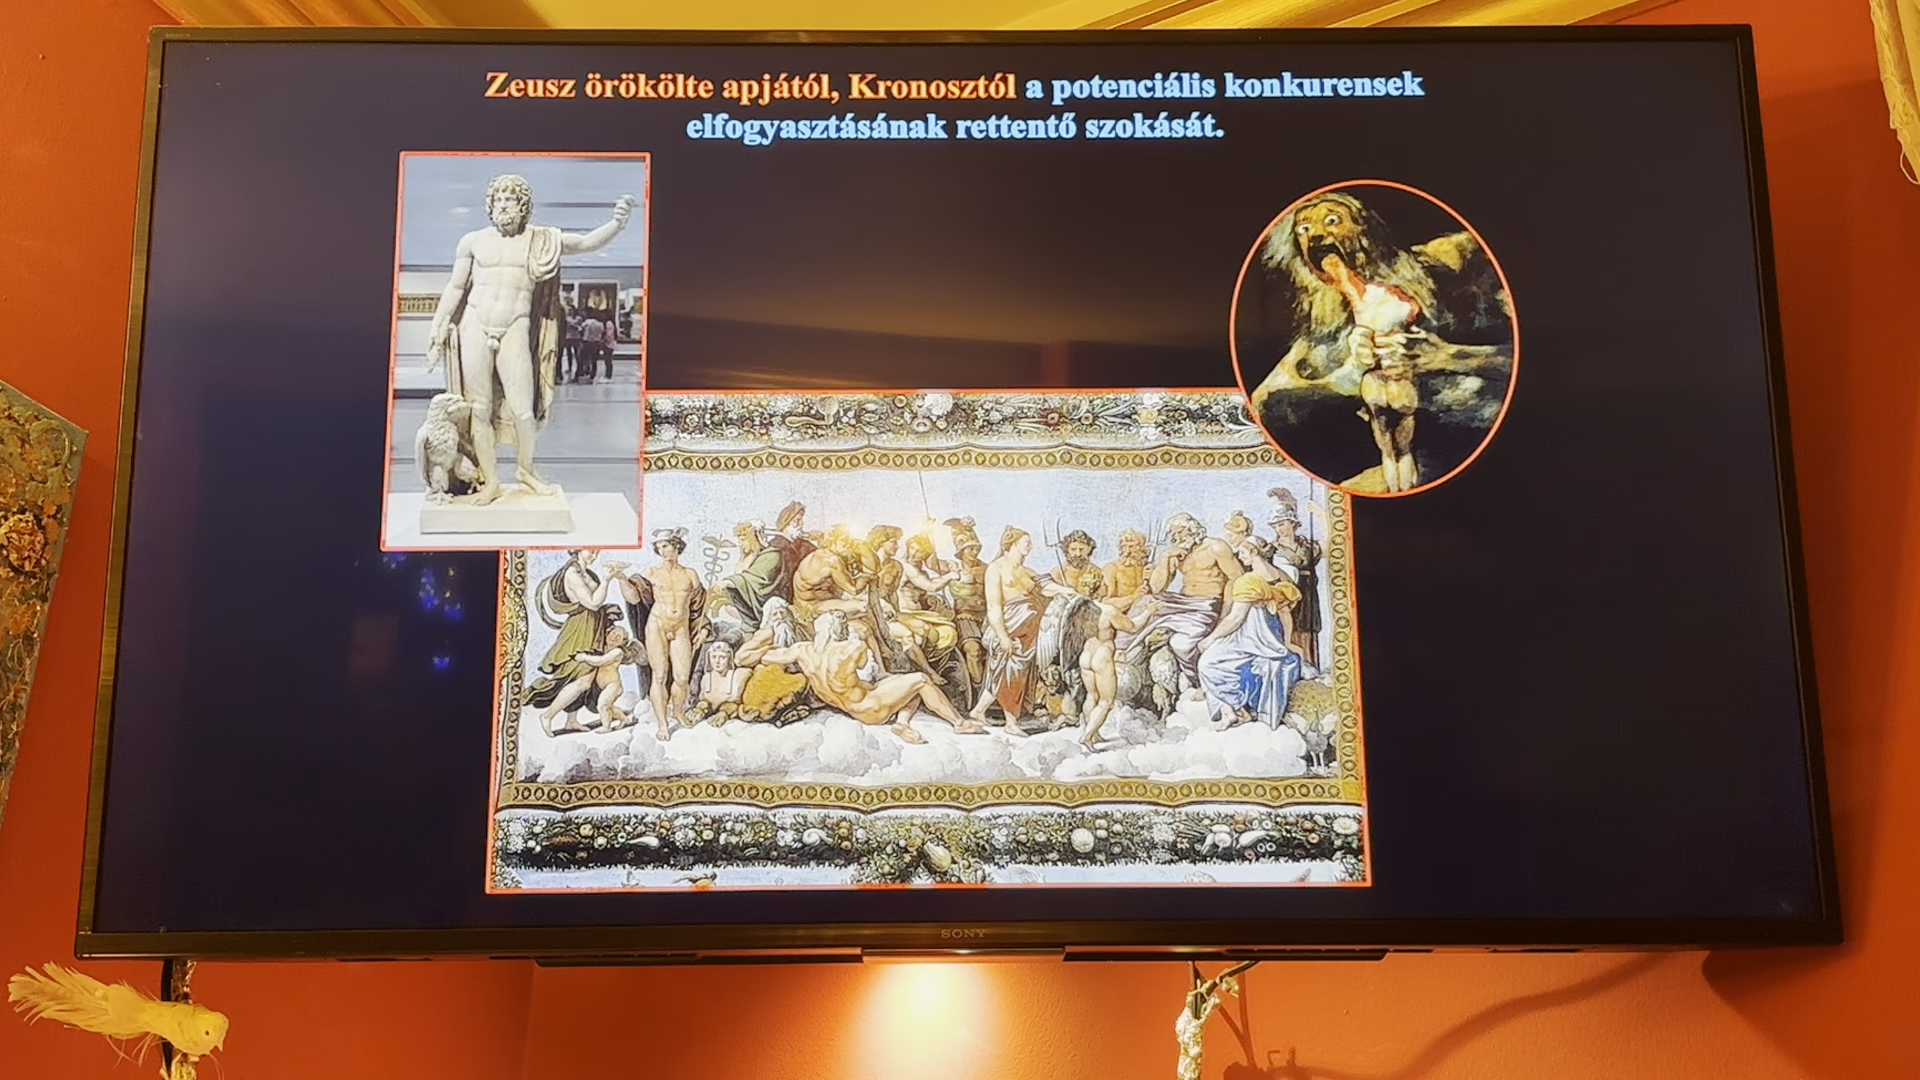 Zeusz örökölte apjától, Kronosztól a potenciális konkurensek
elfogyasztásának rettentő szokását.
SONY